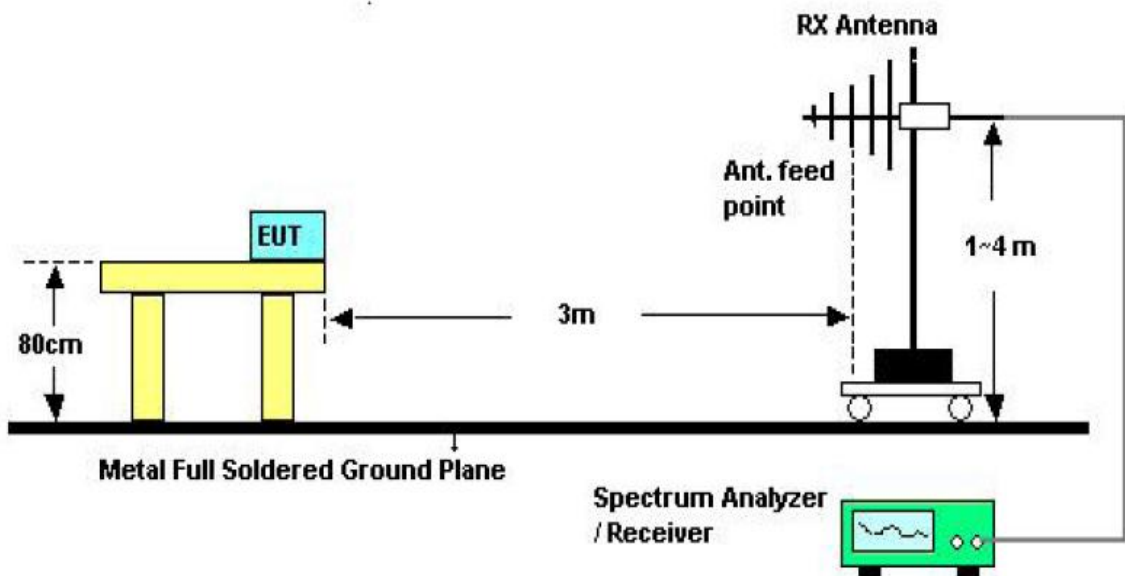 RX Antenna
Ant. feed
point
EUT
1~4 m
3m
80cm
Metal Full Soldered Ground Plane
Spectrum Analyzer
/ Receiver